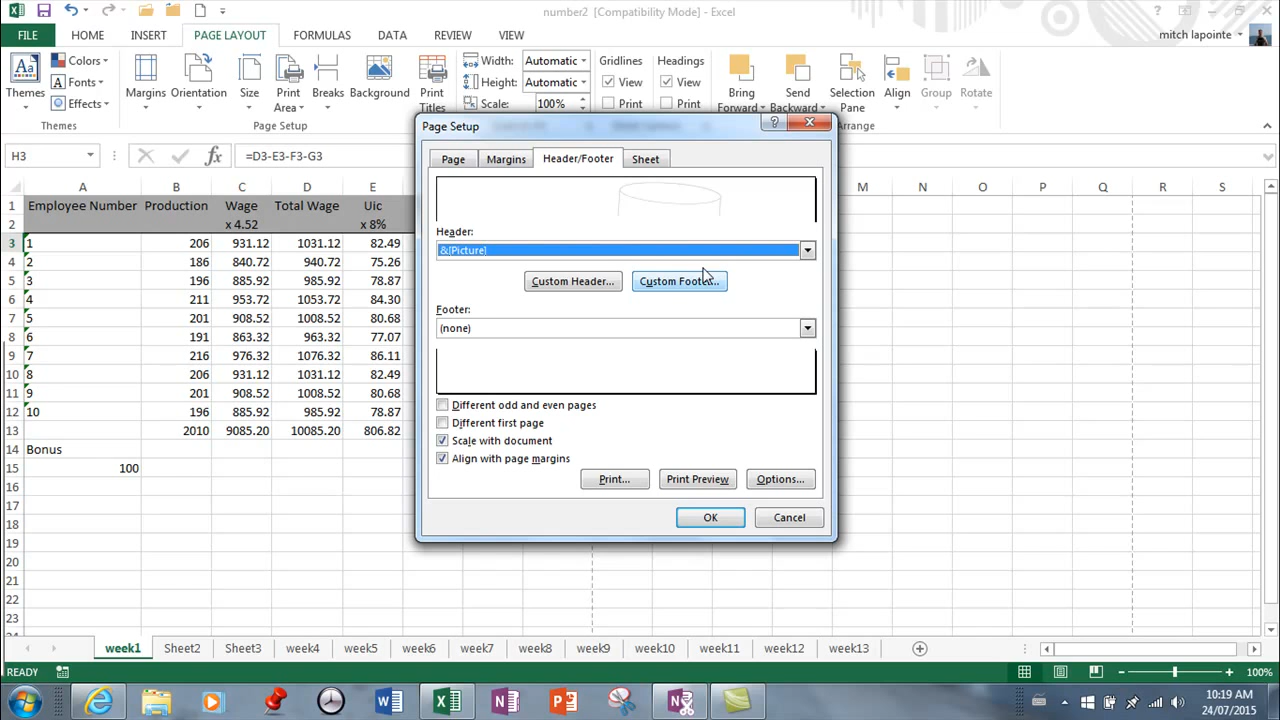 number2 [Compatibility Mode] - Excel
FILE HOME INSERT PAGE LAYOUT FORMULAS DATA REVIEW VIEW mitch lapointe
Colors Width: Automatic Gridlines Headings
Fonts Height: Automatic View View
Effects Scale: 100% Print Print
Themes Margins Orientation Size Print Area Breaks Background Print Titles Bring Forward Send Backward Selection Pane Align Group Rotate
Themes Page Setup Arrange
H3 =D3-E3-F3-G3
A B C D E M N O P Q R S
1 Employee Number Production Wage Total Wage Uic
2 x 4.52 x 8%
3 1 206 931.12 1031.12 82.49
4 2 186 840.72 940.72 75.26
5 3 196 885.92 985.92 78.87
6 4 211 953.72 1053.72 84.30
7 5 201 908.52 1008.52 80.68
8 6 191 863.32 963.32 77.07
9 7 216 976.32 1076.32 86.11
10 8 206 931.12 1031.12 82.49
11 9 201 908.52 1008.52 80.68
12 10 196 885.92 985.92 78.87
13 2010 9085.20 10085.20 806.82
14 Bonus
15 100
16
17
18
19
20
21
22
23
Page Setup
Page Margins Header/Footer Sheet
Header:
&[Picture]
Custom Header... Custom Footer...
Footer:
(none)
Different odd and even pages
Different first page
Scale with document
Align with page margins
Print... Print Preview Options...
OK Cancel
week1 Sheet2 Sheet3 week4 week5 week6 week7 week8 week9 week10 week11 week12 week13
READY 100%
10:19 AM
24/07/2015